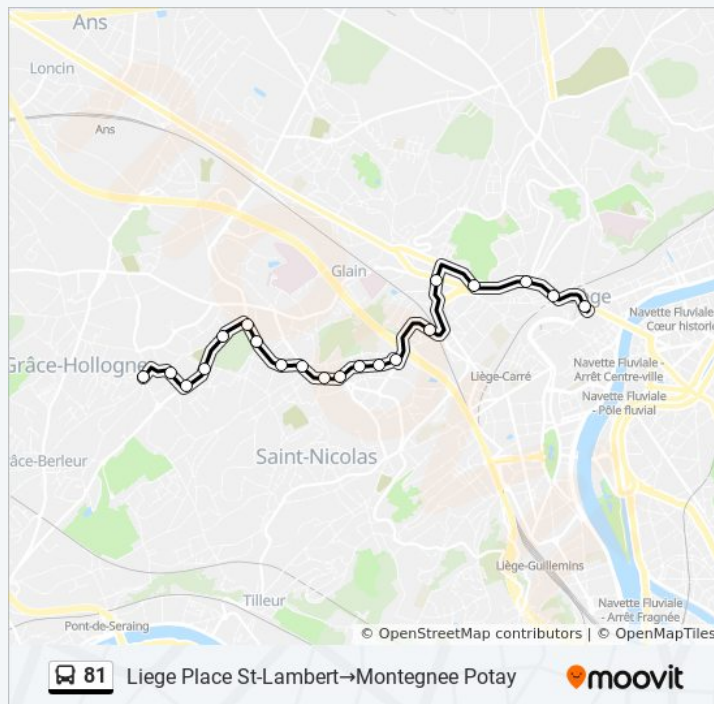 Ans
Loncin
Ans
Glain
ège
Navette Fluviale -
Cœur historic
Grâce-Hollogne
Navette Fluviale -
Arrêt Centre-ville
Liège-Carré
Navette Fluviale
- Pôle fluvial
Saint-Nicolas
âce-Berleur
Liège-Guillemins
Tilleur
Navette Fluviale
- Arrêt Fragnée
Pont-de-Seraing
© OpenStreetMap contributors | © OpenMapTiles
81 Liege Place St-Lambert→Montegnee Potay moovit